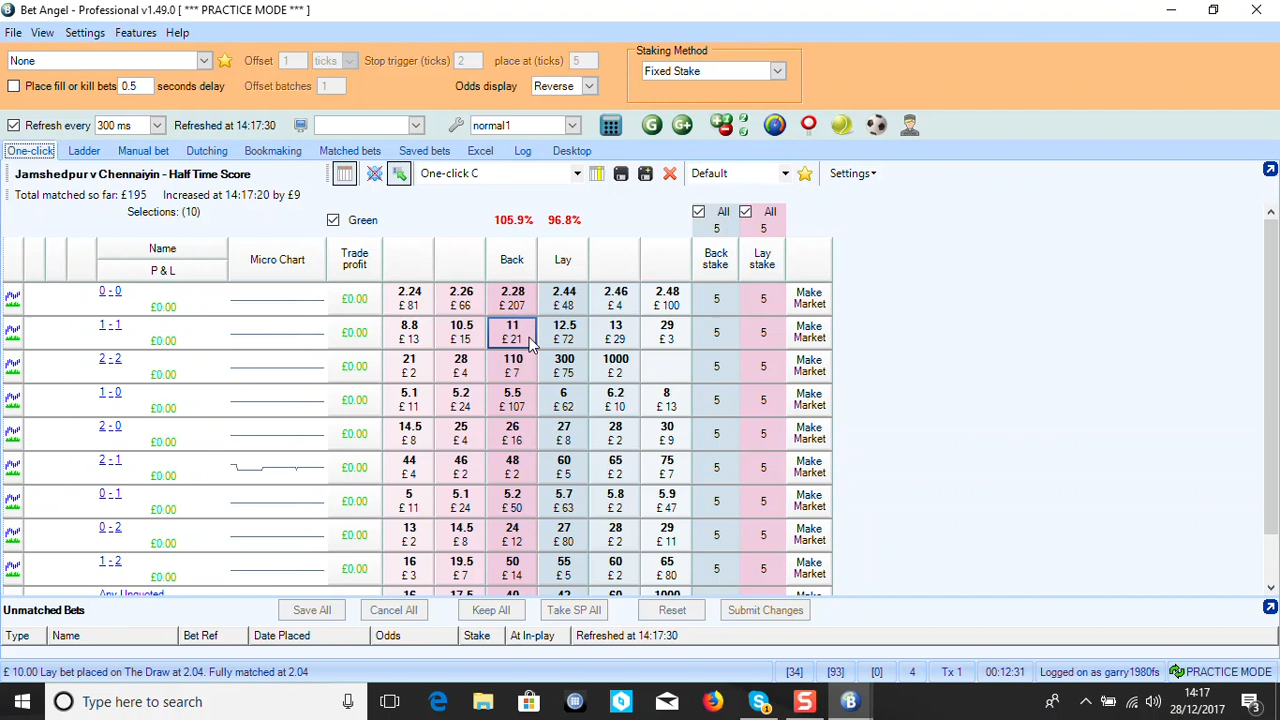 Bet Angel - Professional v1.49.0 [ *** PRACTICE MODE *** ]
File View Settings Features Help
None Offset 1 ticks Stop trigger (ticks) 2 place at (ticks) 5 Staking Method
Fixed Stake
Place fill or kill bets 0.5 seconds delay Offset batches 1 Odds display Reverse
Refresh every 300 ms Refreshed at 14:17:30 normal1 G G+
One-click Ladder Manual bet Dutching Bookmaking Matched bets Saved bets Excel Log Desktop
Jamshedpur v Chennaiyin - Half Time Score One-click C Default Settings
Total matched so far: £195 Increased at 14:17:20 by £9
Selections: (10) Green 105.9% 96.8% All All
5 5
Name Micro Chart Trade profit Back Lay Back stake Lay stake
P & L
0 - 0 2.24 2.26 2.28 2.44 2.46 2.48 Make
£0.00 £0.00 £ 81 £ 66 £ 207 £ 48 £ 4 £ 100 5 5 Market
1 - 1 8.8 10.5 11 12.5 13 29 Make
£0.00 £0.00 £ 13 £ 15 £ 21 £ 72 £ 29 £ 3 5 5 Market
2 - 2 21 28 110 300 1000 Make
£0.00 £0.00 £ 2 £ 4 £ 7 £ 75 £ 2 5 5 Market
1 - 0 5.1 5.2 5.5 6 6.2 8 Make
£0.00 £0.00 £ 11 £ 24 £ 107 £ 62 £ 10 £ 13 5 5 Market
2 - 0 14.5 25 26 27 28 30 Make
£0.00 £0.00 £ 8 £ 4 £ 16 £ 8 £ 2 £ 9 5 5 Market
2 - 1 44 46 48 60 65 75 Make
£0.00 £0.00 £ 4 £ 2 £ 2 £ 5 £ 2 £ 7 5 5 Market
0 - 1 5 5.1 5.2 5.7 5.8 5.9 Make
£0.00 £0.00 £ 11 £ 24 £ 50 £ 63 £ 2 £ 47 5 5 Market
0 - 2 13 14.5 24 27 28 29 Make
£0.00 £0.00 £ 2 £ 8 £ 12 £ 80 £ 2 £ 11 5 5 Market
1 - 2 16 19.5 50 55 60 65 Make
£0.00 £0.00 £ 3 £ 7 £ 14 £ 5 £ 2 £ 80 5 5 Market
Any Unquoted 16 17.5 40 42 60 1000 Make
Unmatched Bets Save All Cancel All Keep All Take SP All Reset Submit Changes
Type Name Bet Ref Date Placed Odds Stake At In-play Refreshed at 14:17:30
£ 10.00 Lay bet placed on The Draw at 2.04. Fully matched at 2.04 [34] [93] [0] 4 Tx 1 00:12:31 Logged on as garry1980fs PRACTICE MODE
Type here to search 14:17
28/12/2017